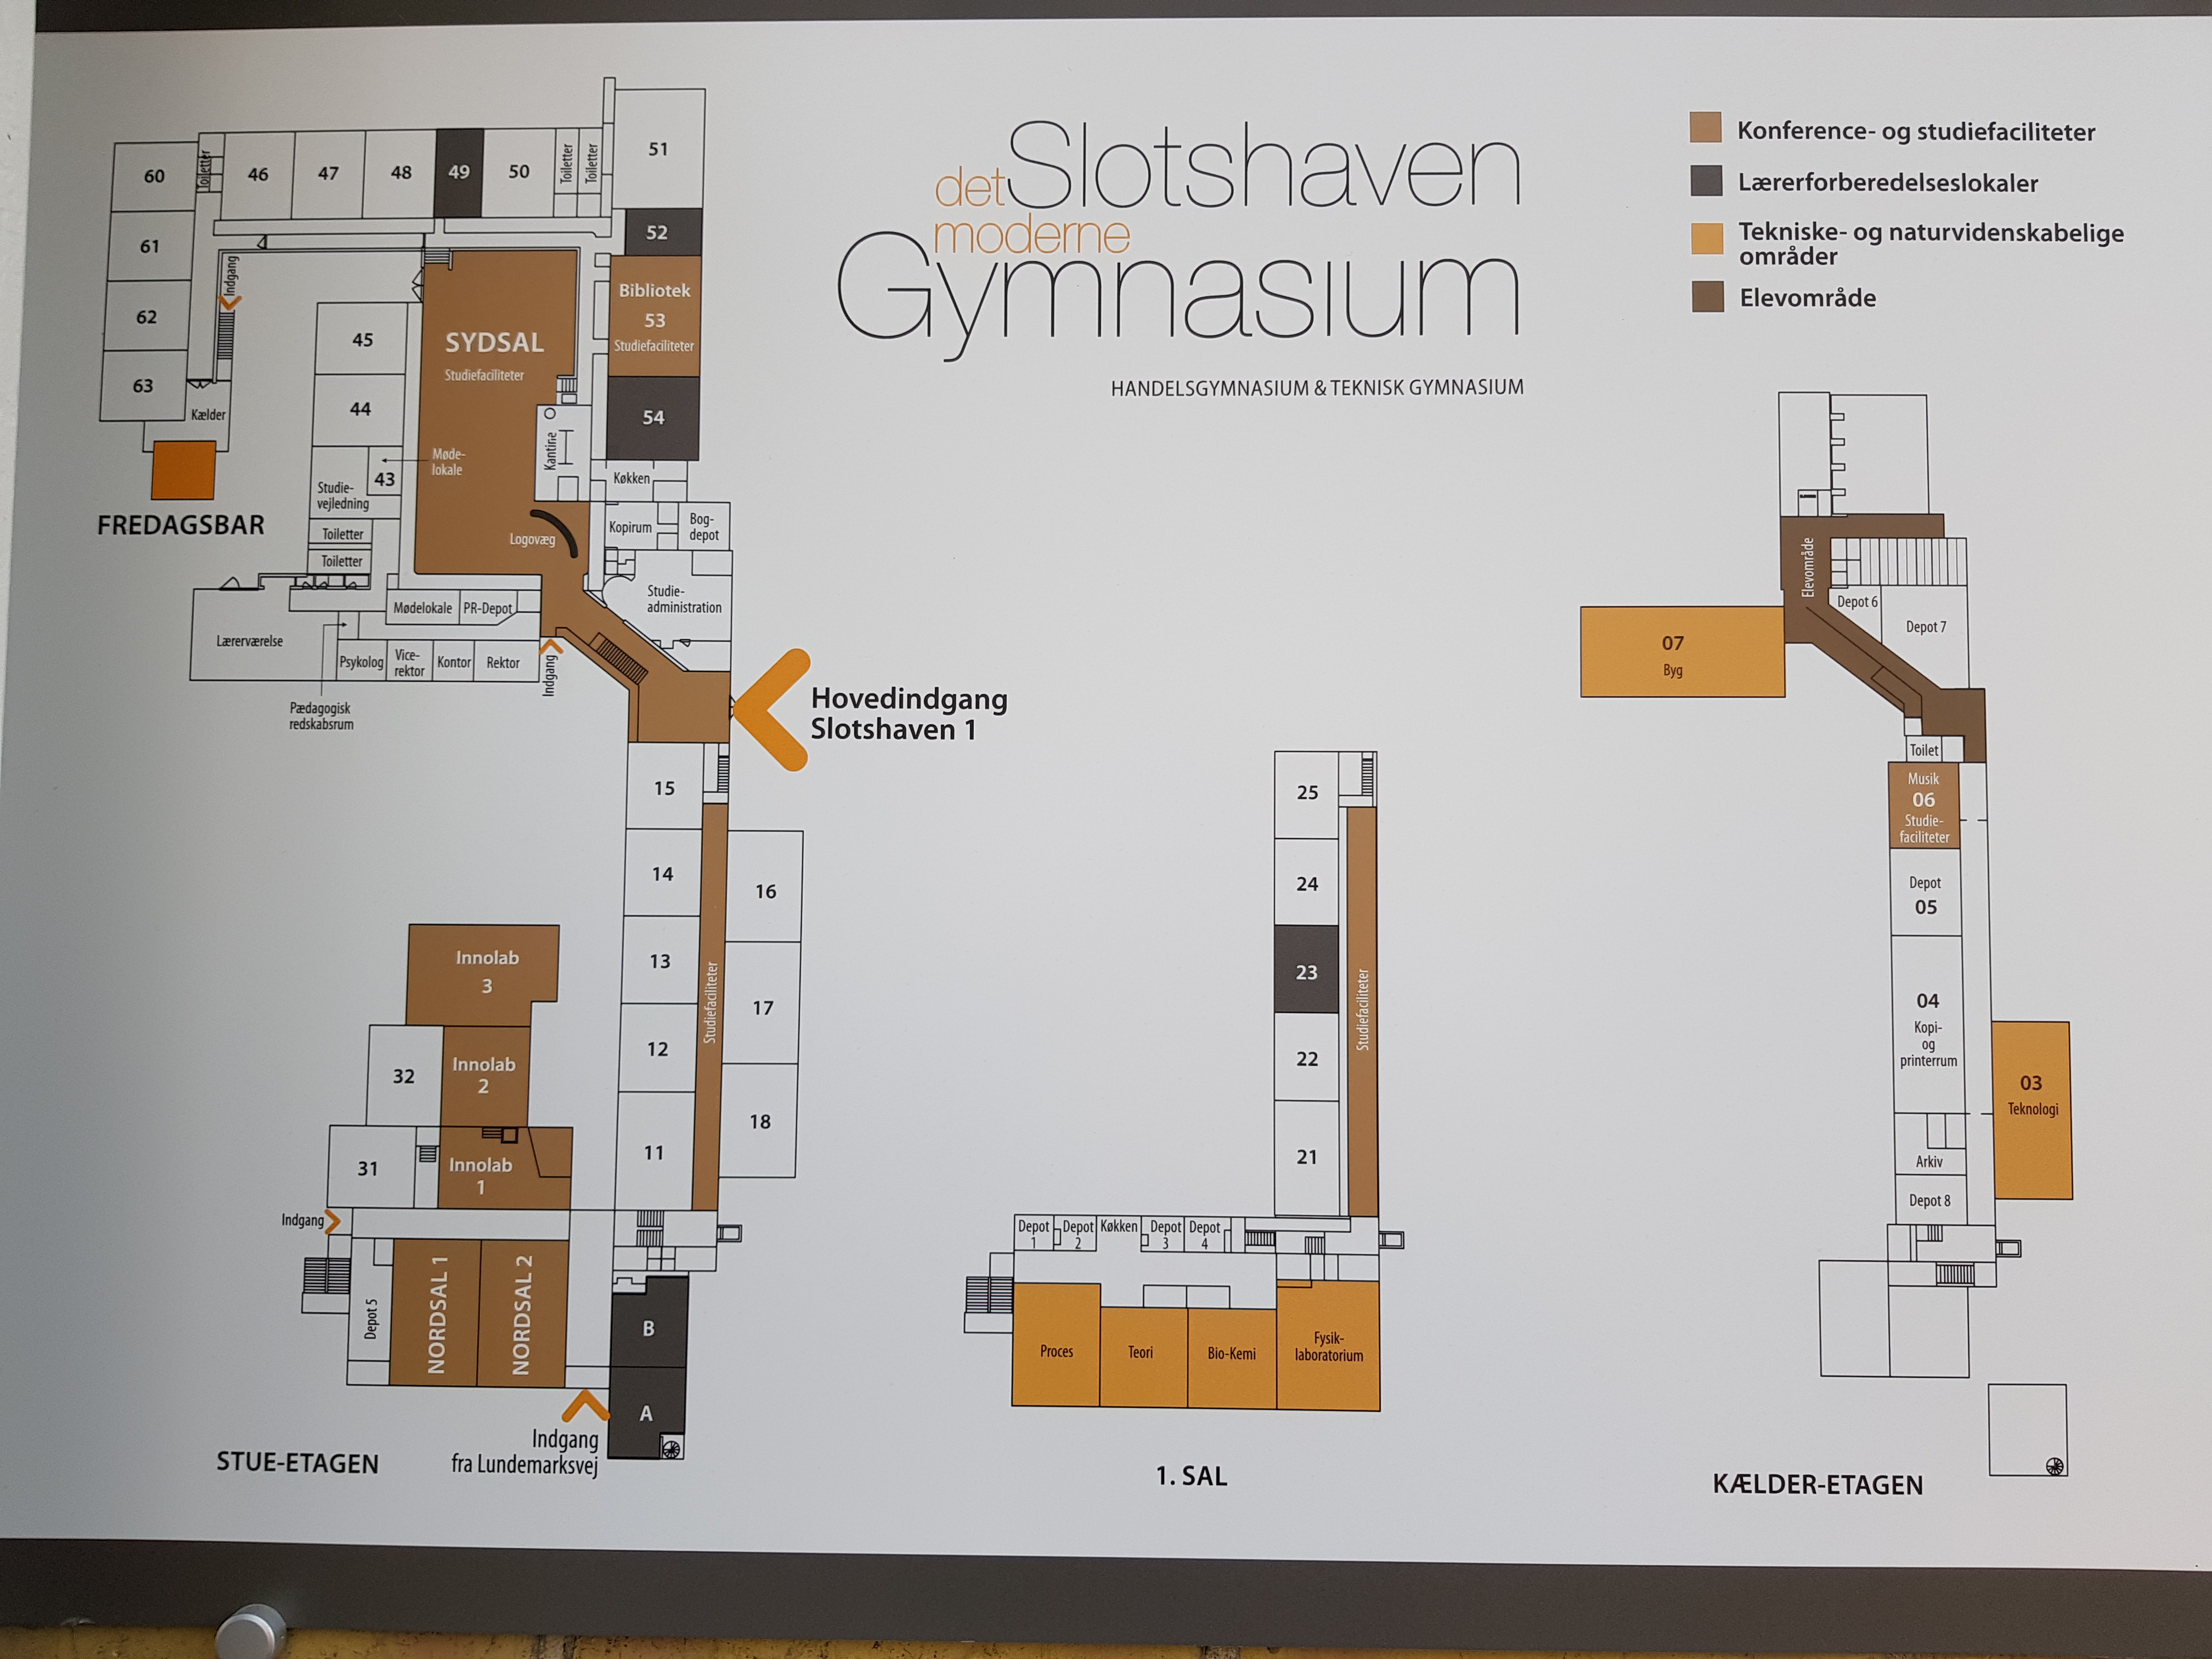 det Slotshaven
moderne
Gymnasium
HANDELSGYMNASIUM & TEKNISK GYMNASIUM
Konference- og studiefaciliteter
Lærerforberedelseslokaler
Tekniske- og naturvidenskabelige
områder
Elevområde
60
Toiletter
46
47
48
49
50
Toiletter
Toiletter
51
61
52
Indgang
62
63
Kælder
FREDAGSBAR
45
44
43
Studie-
vejledning
Toiletter
Toiletter
SYDSAL
Studiefaciliteter
Møde-
lokale
Logovæg
Kantine
Bibliotek
53
Studiefaciliteter
54
Køkken
Kopirum
Bog-
depot
Studie-
administration
Lærerværelse
Mødelokale
PR-Depot
Psykolog
Vice-
rektor
Kontor
Rektor
Indgang
Pædagogisk
redskabsrum
Hovedindgang
Slotshaven 1
15
14
13
12
11
Studiefaciliteter
16
17
18
Innolab
3
32
Innolab
2
31
Innolab
1
Indgang
Depot 5
NORDSAL 1
NORDSAL 2
B
A
Indgang
fra Lundemarksvej
STUE-ETAGEN
25
24
23
22
21
Studiefaciliteter
Depot
1
Depot
2
Køkken
Depot
3
Depot
4
Proces
Teori
Bio-Kemi
Fysik-
laboratorium
1. SAL
Elevområde
Depot 6
Depot 7
07
Byg
Toilet
Musik
06
Studie-
faciliteter
Depot
05
04
Kopi-
og
printerrum
03
Teknologi
Arkiv
Depot 8
KÆLDER-ETAGEN